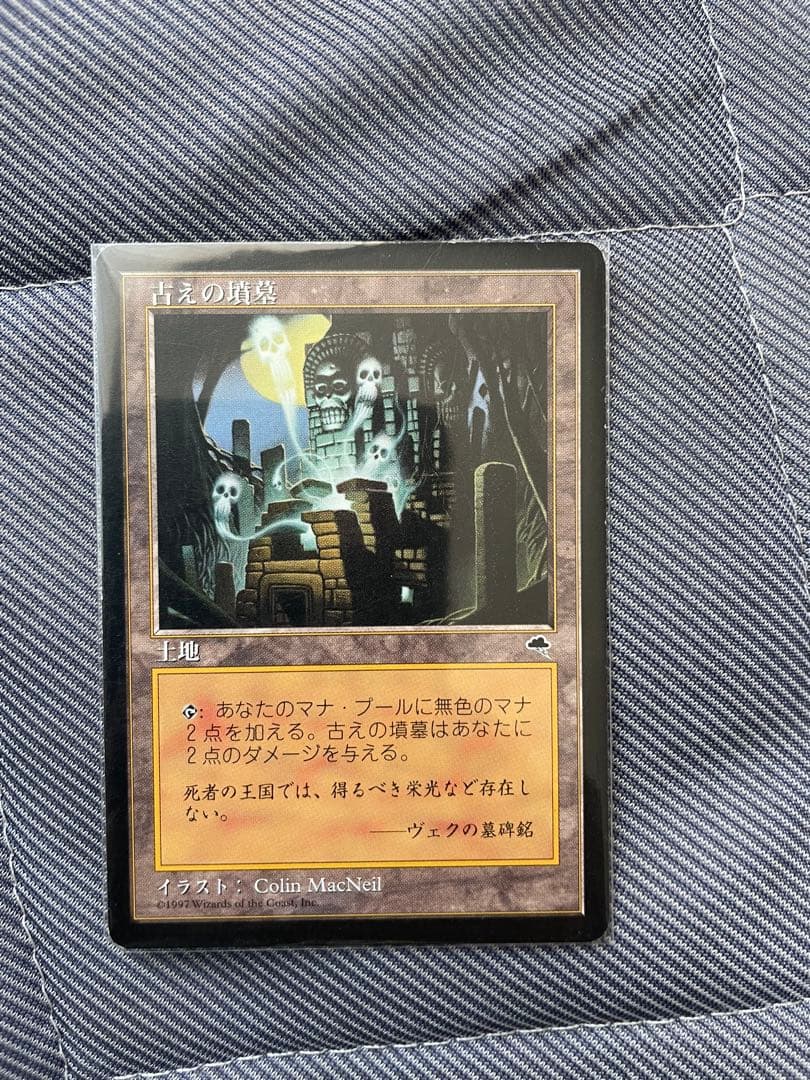 古えの墳墓
土地
: あなたのマナ・プールに無色のマナ
2点を加える。古えの墳墓はあなたに
2点のダメージを与える。
死者の王国では、得るべき栄光など存在し
ない。
――ヴェクの墓碑銘
イラスト: Colin MacNeil
©1997 Wizards of the Coast, Inc.